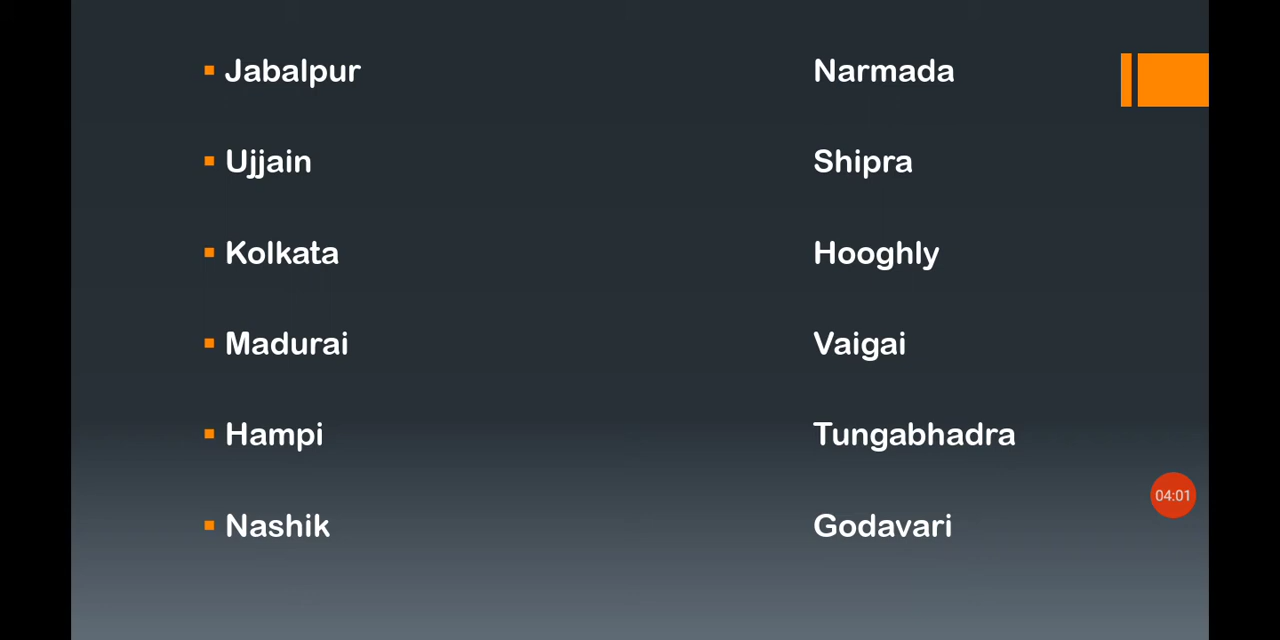 Jabalpur Narmada
Ujjain Shipra
Kolkata Hooghly
Madurai Vaigai
Hampi Tungabhadra
Nashik Godavari
04:01